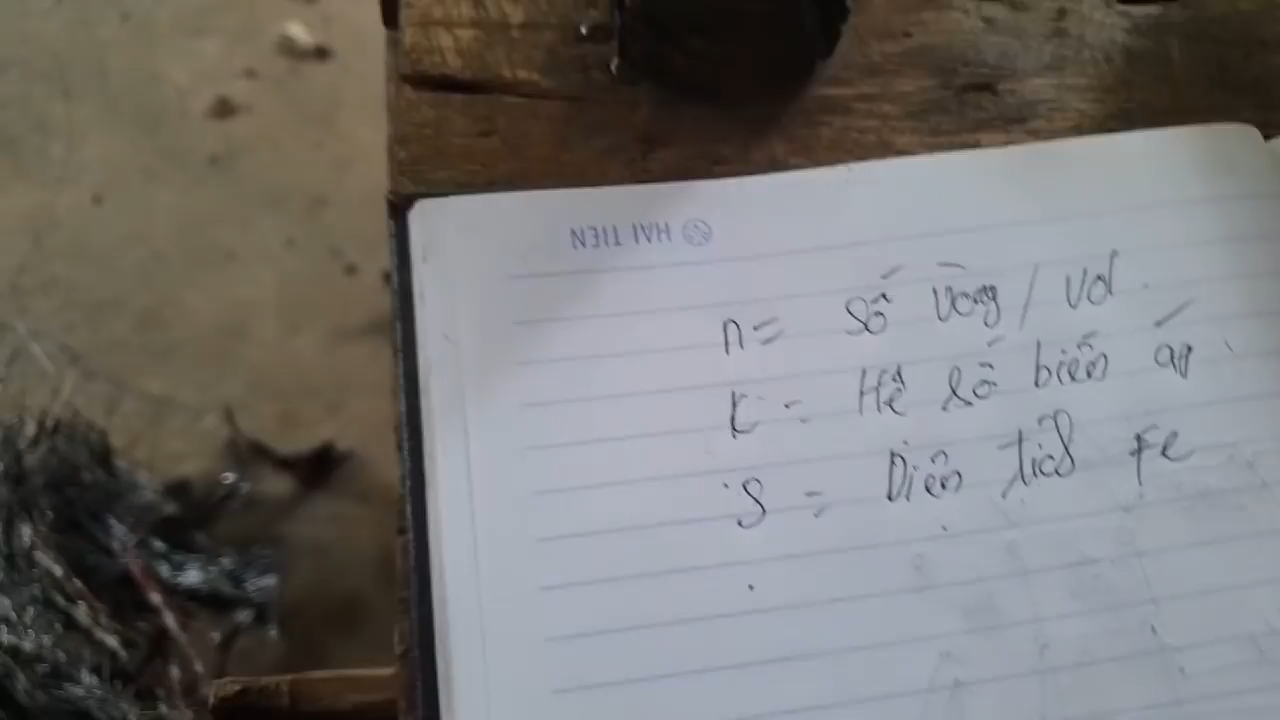 HAI TIEN
n = Số vòng / vol
K = Hệ số biến áp
S = Diện tích Fe